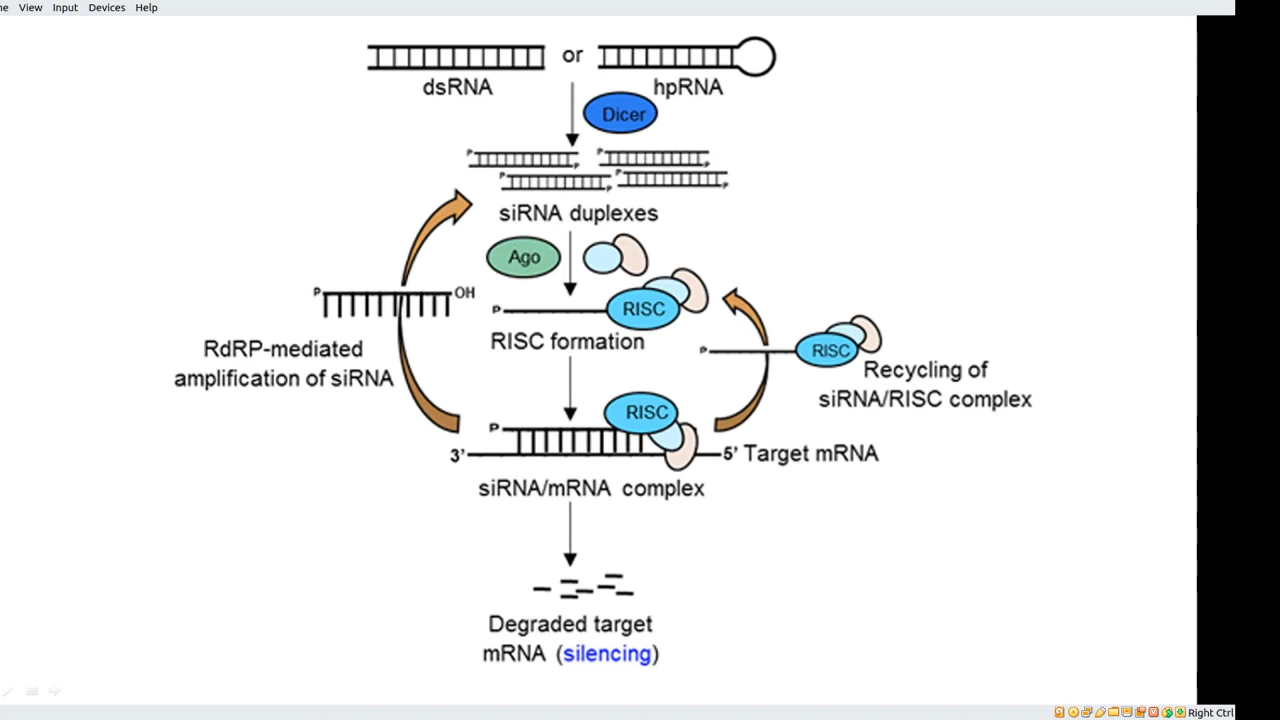 View Input Devices Help
or
dsRNA
hpRNA
Dicer
P P
P P
P P
P P
siRNA duplexes
Ago
P OH
P RISC
RISC formation
RdRP-mediated
amplification of siRNA
P RISC
Recycling of
siRNA/RISC complex
P RISC
3' 5' Target mRNA
siRNA/mRNA complex
Degraded target
mRNA (silencing)
Right Ctrl